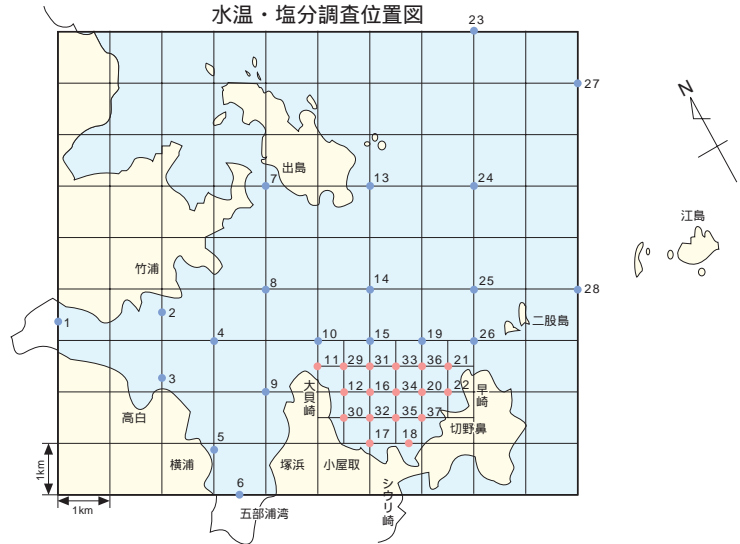 水温・塩分調査位置図
23
27
N
出島
7
13
24
江島
竹浦
8
14
25
28
1
2
二股島
4
10
15
19
26
11
29
31
33
36
21
3
9
大貝崎
12
16
34
20
22
早崎
高白
30
32
35
37
切野鼻
5
17
18
1km
横浦
塚浜
小屋取
6
シウリ崎
1km
五部浦湾